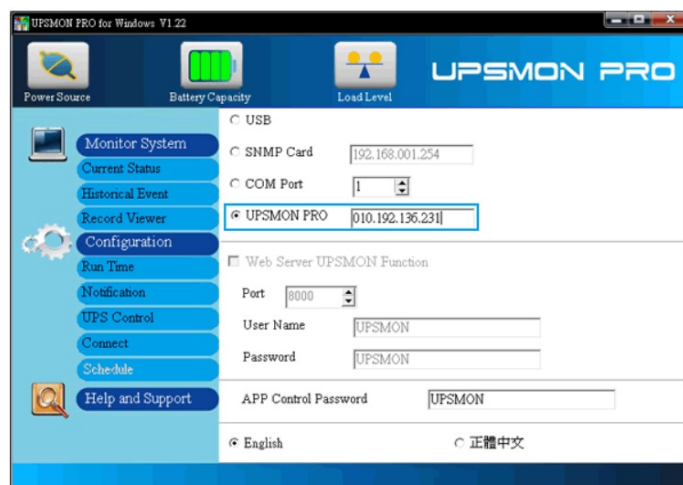 UPSMON PRO for Windows V1.22
Power Source
Battery Capacity
Load Level
UPSMON PRO
Monitor System
Current Status
Historical Event
Record Viewer
Configuration
Run Time
Notification
UPS Control
Connect
Schedule
Help and Support
USB
SNMP Card 192.168.001.254
COM Port 1
UPSMON PRO 010.192.136.231
Web Server UPSMON Function
Port 8000
User Name UPSMON
Password UPSMON
APP Control Password UPSMON
English 正體中文